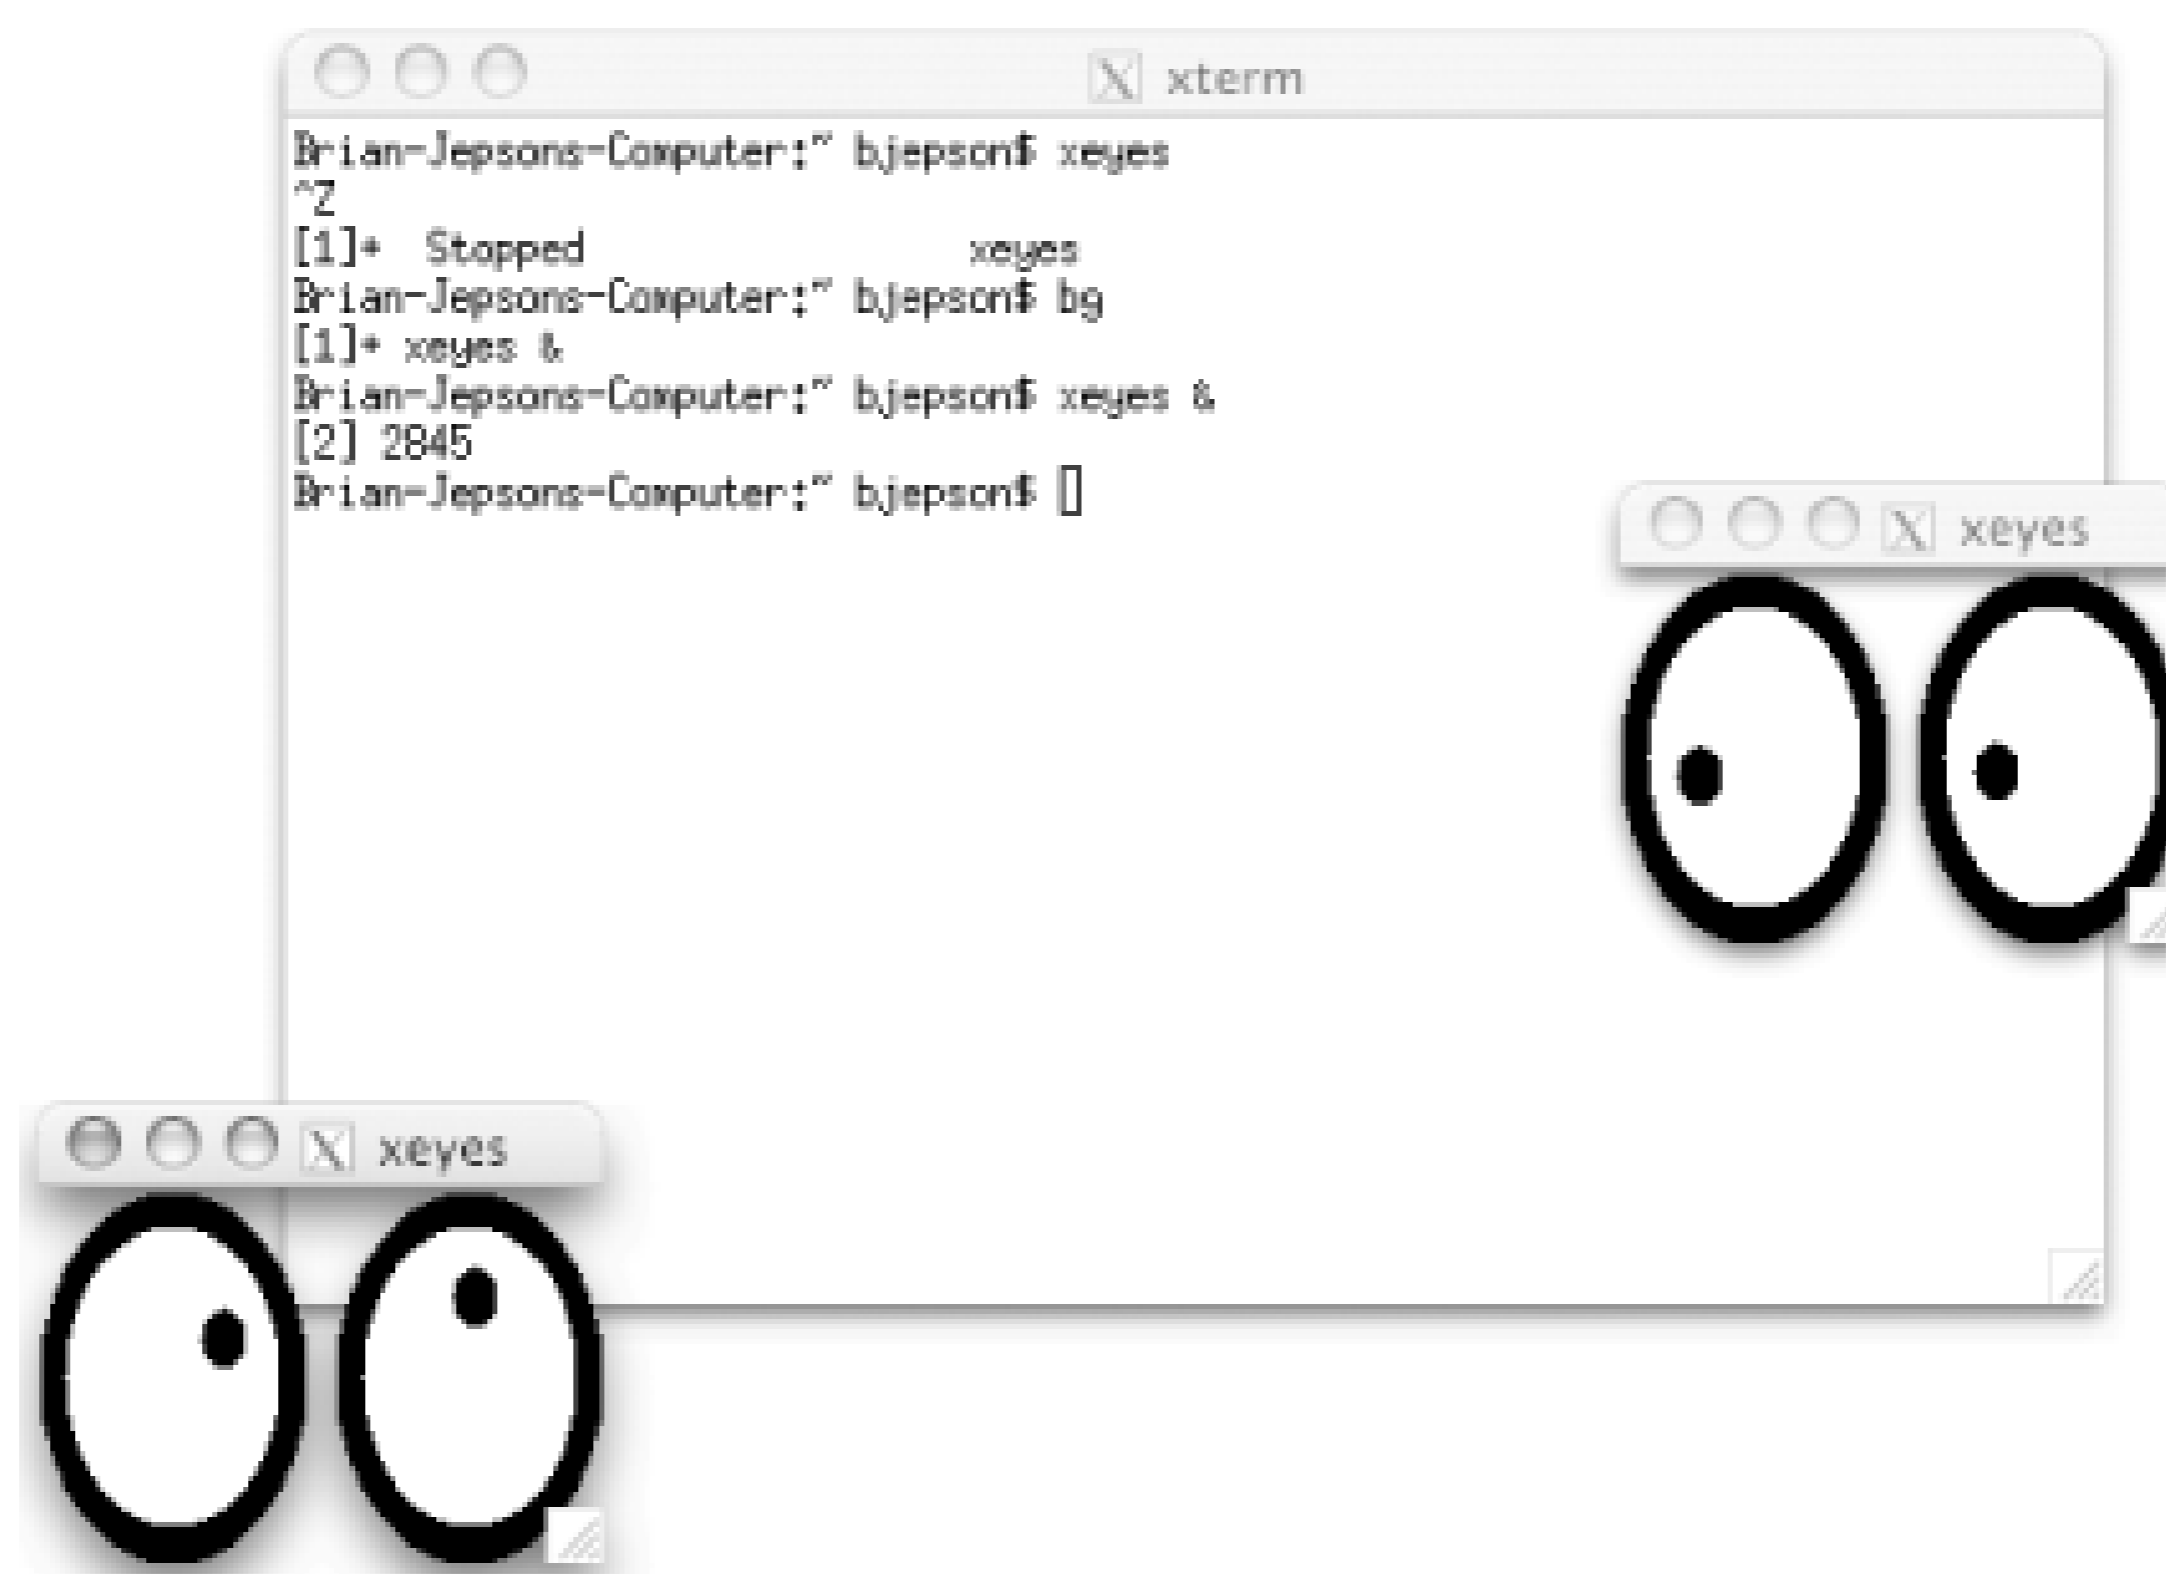 X xterm
Brian-Jepsons-Computer:~ bjepson$ xeyes
^Z
[1]+  Stopped                 xeyes
Brian-Jepsons-Computer:~ bjepson$ bg
[1]+ xeyes &
Brian-Jepsons-Computer:~ bjepson$ xeyes &
[2] 2845
Brian-Jepsons-Computer:~ bjepson$
X xeyes
X xeyes